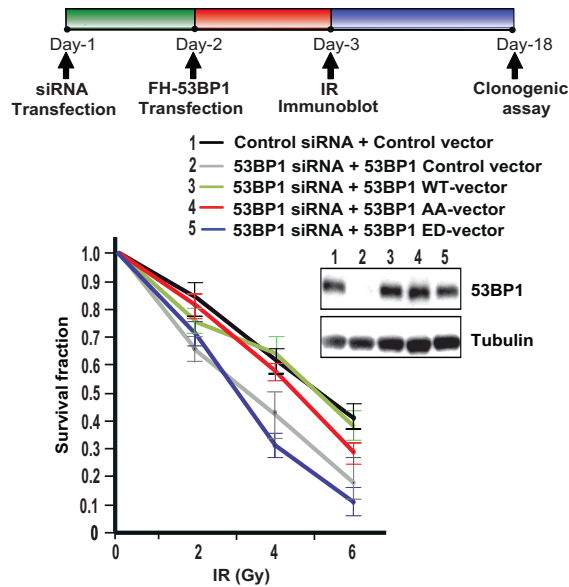 Day-1 Day-2 Day-3 Day-18
siRNA Transfection FH-53BP1 Transfection IR Immunoblot Clonogenic assay
1 Control siRNA + Control vector
2 53BP1 siRNA + 53BP1 Control vector
3 53BP1 siRNA + 53BP1 WT-vector
4 53BP1 siRNA + 53BP1 AA-vector
5 53BP1 siRNA + 53BP1 ED-vector
1 2 3 4 5
53BP1
Tubulin
Survival fraction
1.0
0.9
0.8
0.7
0.6
0.5
0.4
0.3
0.2
0.1
0
0 2 4 6
IR (Gy)